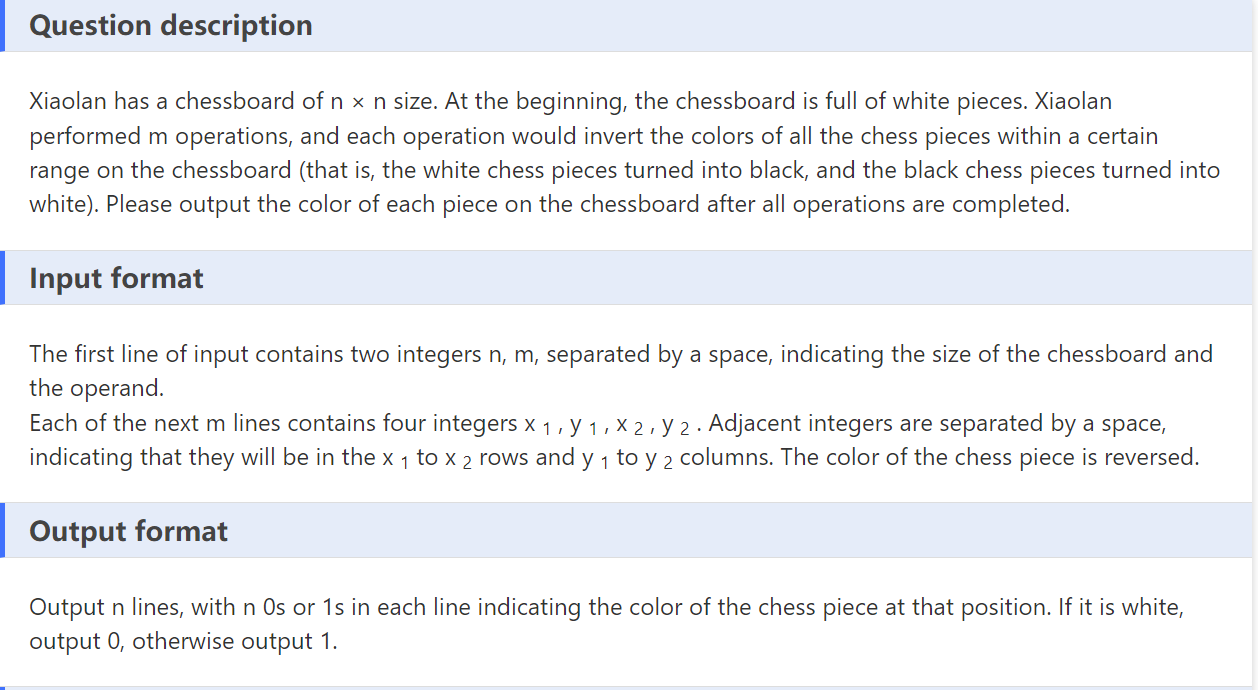 Question description
Xiaolan has a chessboard of n × n size. At the beginning, the chessboard is full of white pieces. Xiaolan
performed m operations, and each operation would invert the colors of all the chess pieces within a certain
range on the chessboard (that is, the white chess pieces turned into black, and the black chess pieces turned into
white). Please output the color of each piece on the chessboard after all operations are completed.
Input format
The first line of input contains two integers n, m, separated by a space, indicating the size of the chessboard and
the operand.
Each of the next m lines contains four integers x 1 , y 1 , x 2 , y 2 . Adjacent integers are separated by a space,
indicating that they will be in the x 1 to x 2 rows and y 1 to y 2 columns. The color of the chess piece is reversed.
Output format
Output n lines, with n 0s or 1s in each line indicating the color of the chess piece at that position. If it is white,
output 0, otherwise output 1.